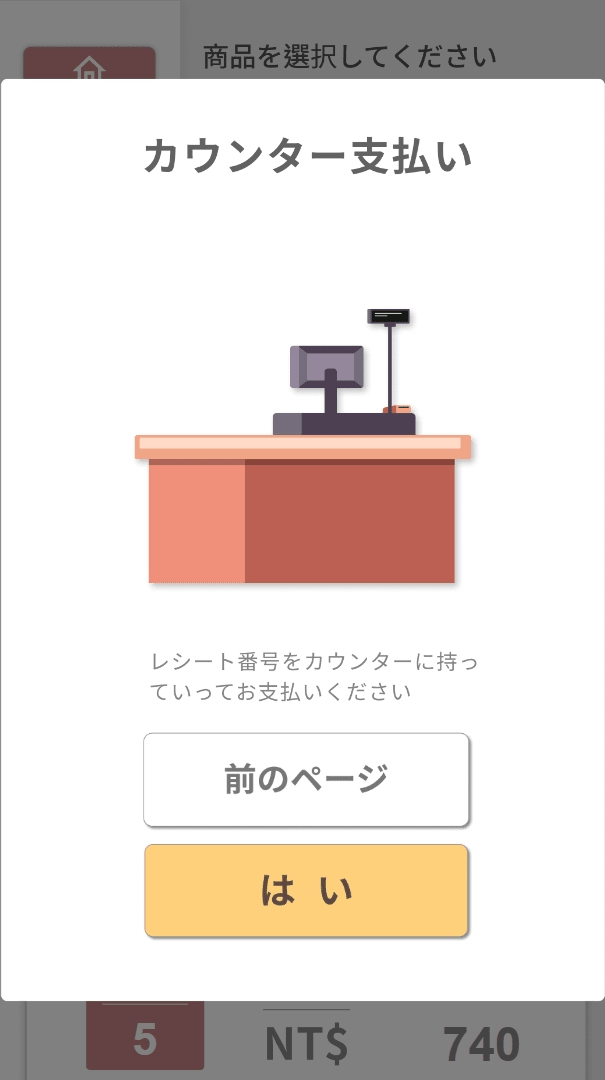 商品を選択してください
カウンター支払い
レシート番号をカウンターに持っ
ていってお支払いください
前のページ
はい
5
NT$
740